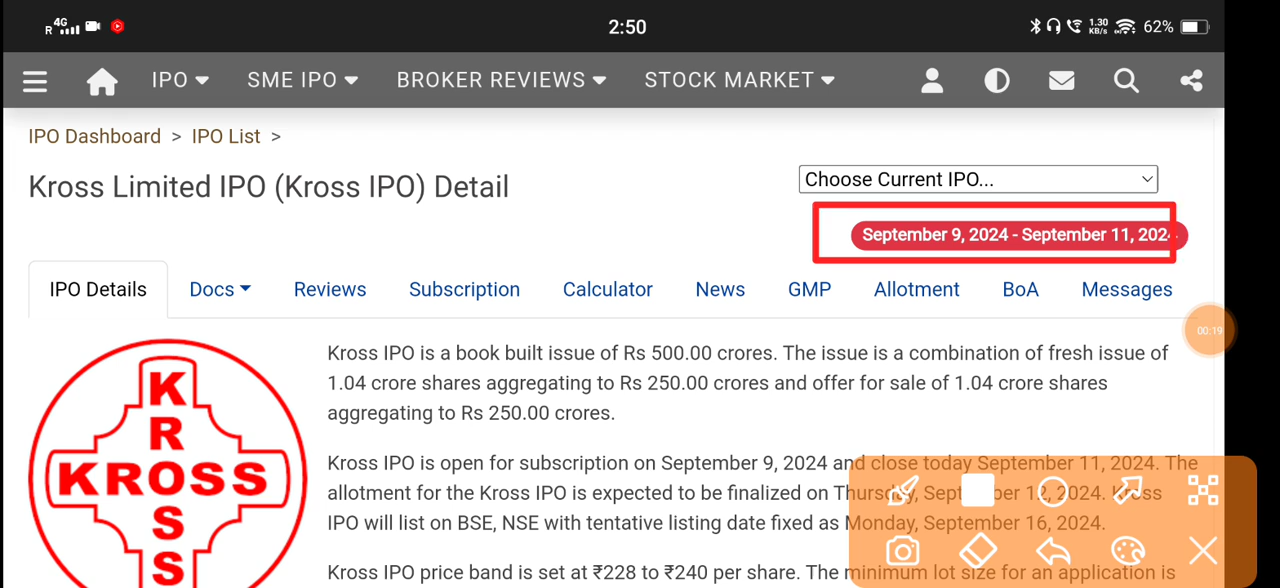 R 4G 2:50 1.30 KB/s 62%
IPO SME IPO BROKER REVIEWS STOCK MARKET
IPO Dashboard > IPO List >
Kross Limited IPO (Kross IPO) Detail
Choose Current IPO...
September 9, 2024 - September 11, 2024
IPO Details Docs Reviews Subscription Calculator News GMP Allotment BoA Messages
00:19
Kross IPO is a book built issue of Rs 500.00 crores. The issue is a combination of fresh issue of
1.04 crore shares aggregating to Rs 250.00 crores and offer for sale of 1.04 crore shares
aggregating to Rs 250.00 crores.
KROSS
KROSS
Kross IPO is open for subscription on September 9, 2024 and close today September 11, 2024. The
allotment for the Kross IPO is expected to be finalized on Thursday, September 12, 2024. Kross
IPO will list on BSE, NSE with tentative listing date fixed as Monday, September 16, 2024.
Kross IPO price band is set at ₹228 to ₹240 per share. The minimum lot size for an application is